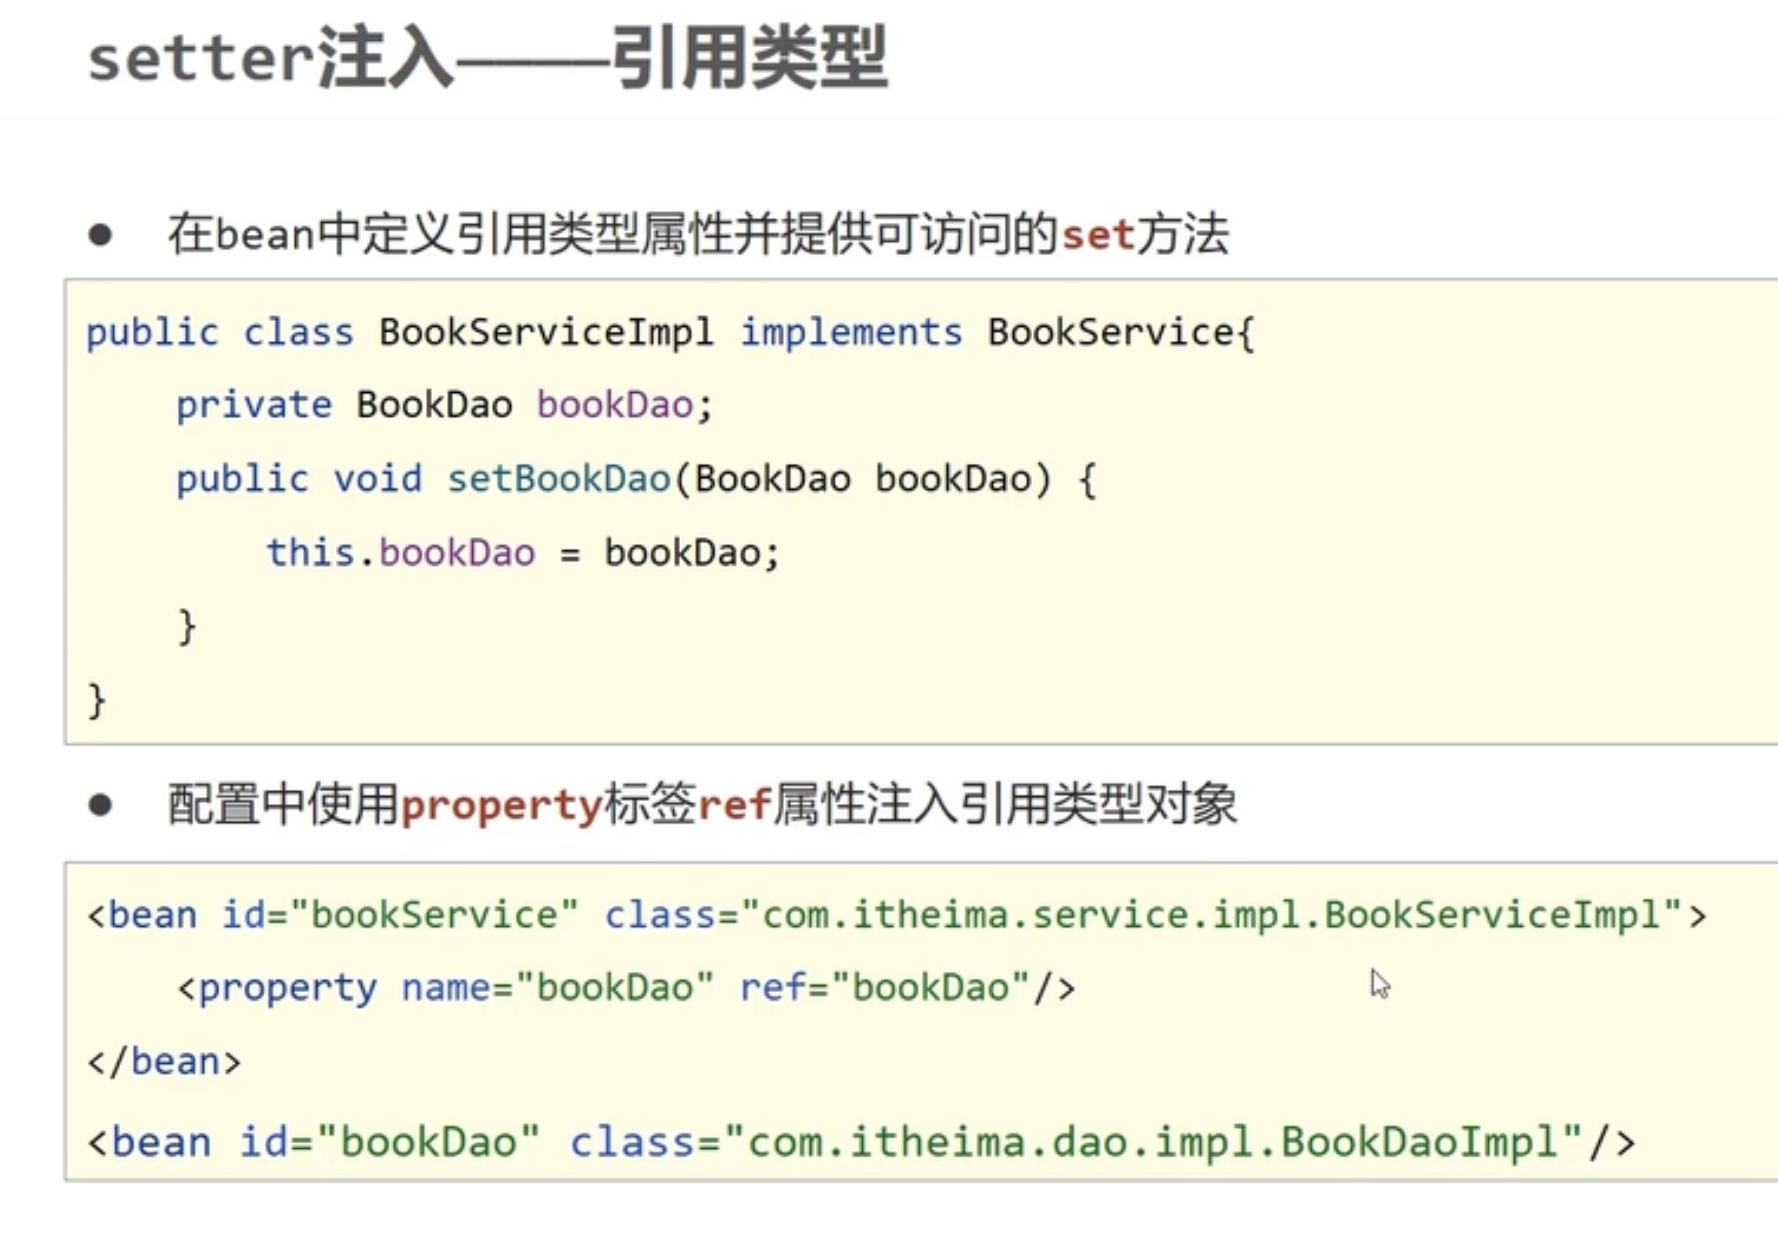 setter注入————引用类型
● 在bean中定义引用类型属性并提供可访问的set方法
public class BookServiceImpl implements BookService{
    private BookDao bookDao;
    public void setBookDao(BookDao bookDao) {
        this.bookDao = bookDao;
    }
}
● 配置中使用property标签ref属性注入引用类型对象
<bean id="bookService" class="com.itheima.service.impl.BookServiceImpl">
    <property name="bookDao" ref="bookDao"/>
</bean>
<bean id="bookDao" class="com.itheima.dao.impl.BookDaoImpl"/>